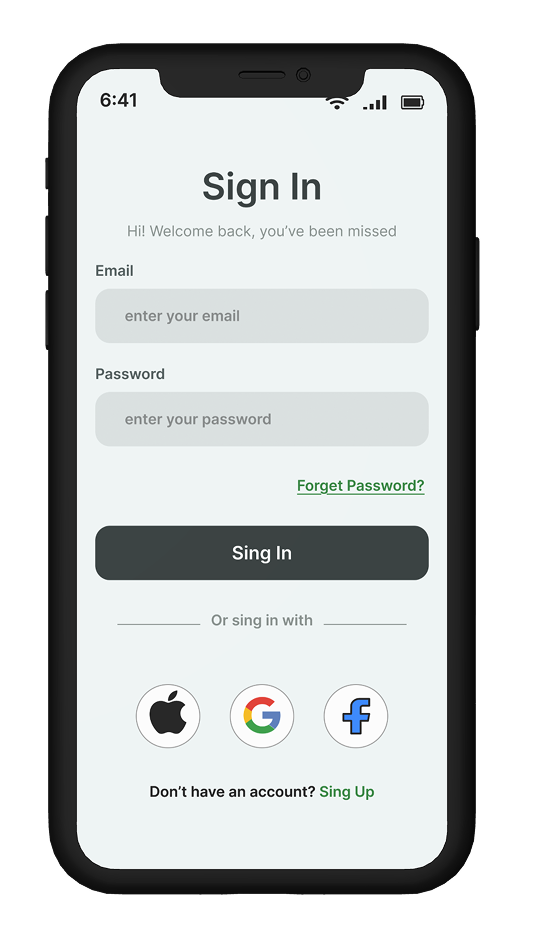 6:41
Sign In
Hi! Welcome back, you’ve been missed
Email
enter your email
Password
enter your password
Forget Password?
Sing In
Or sing in with
Don’t have an account? Sing Up